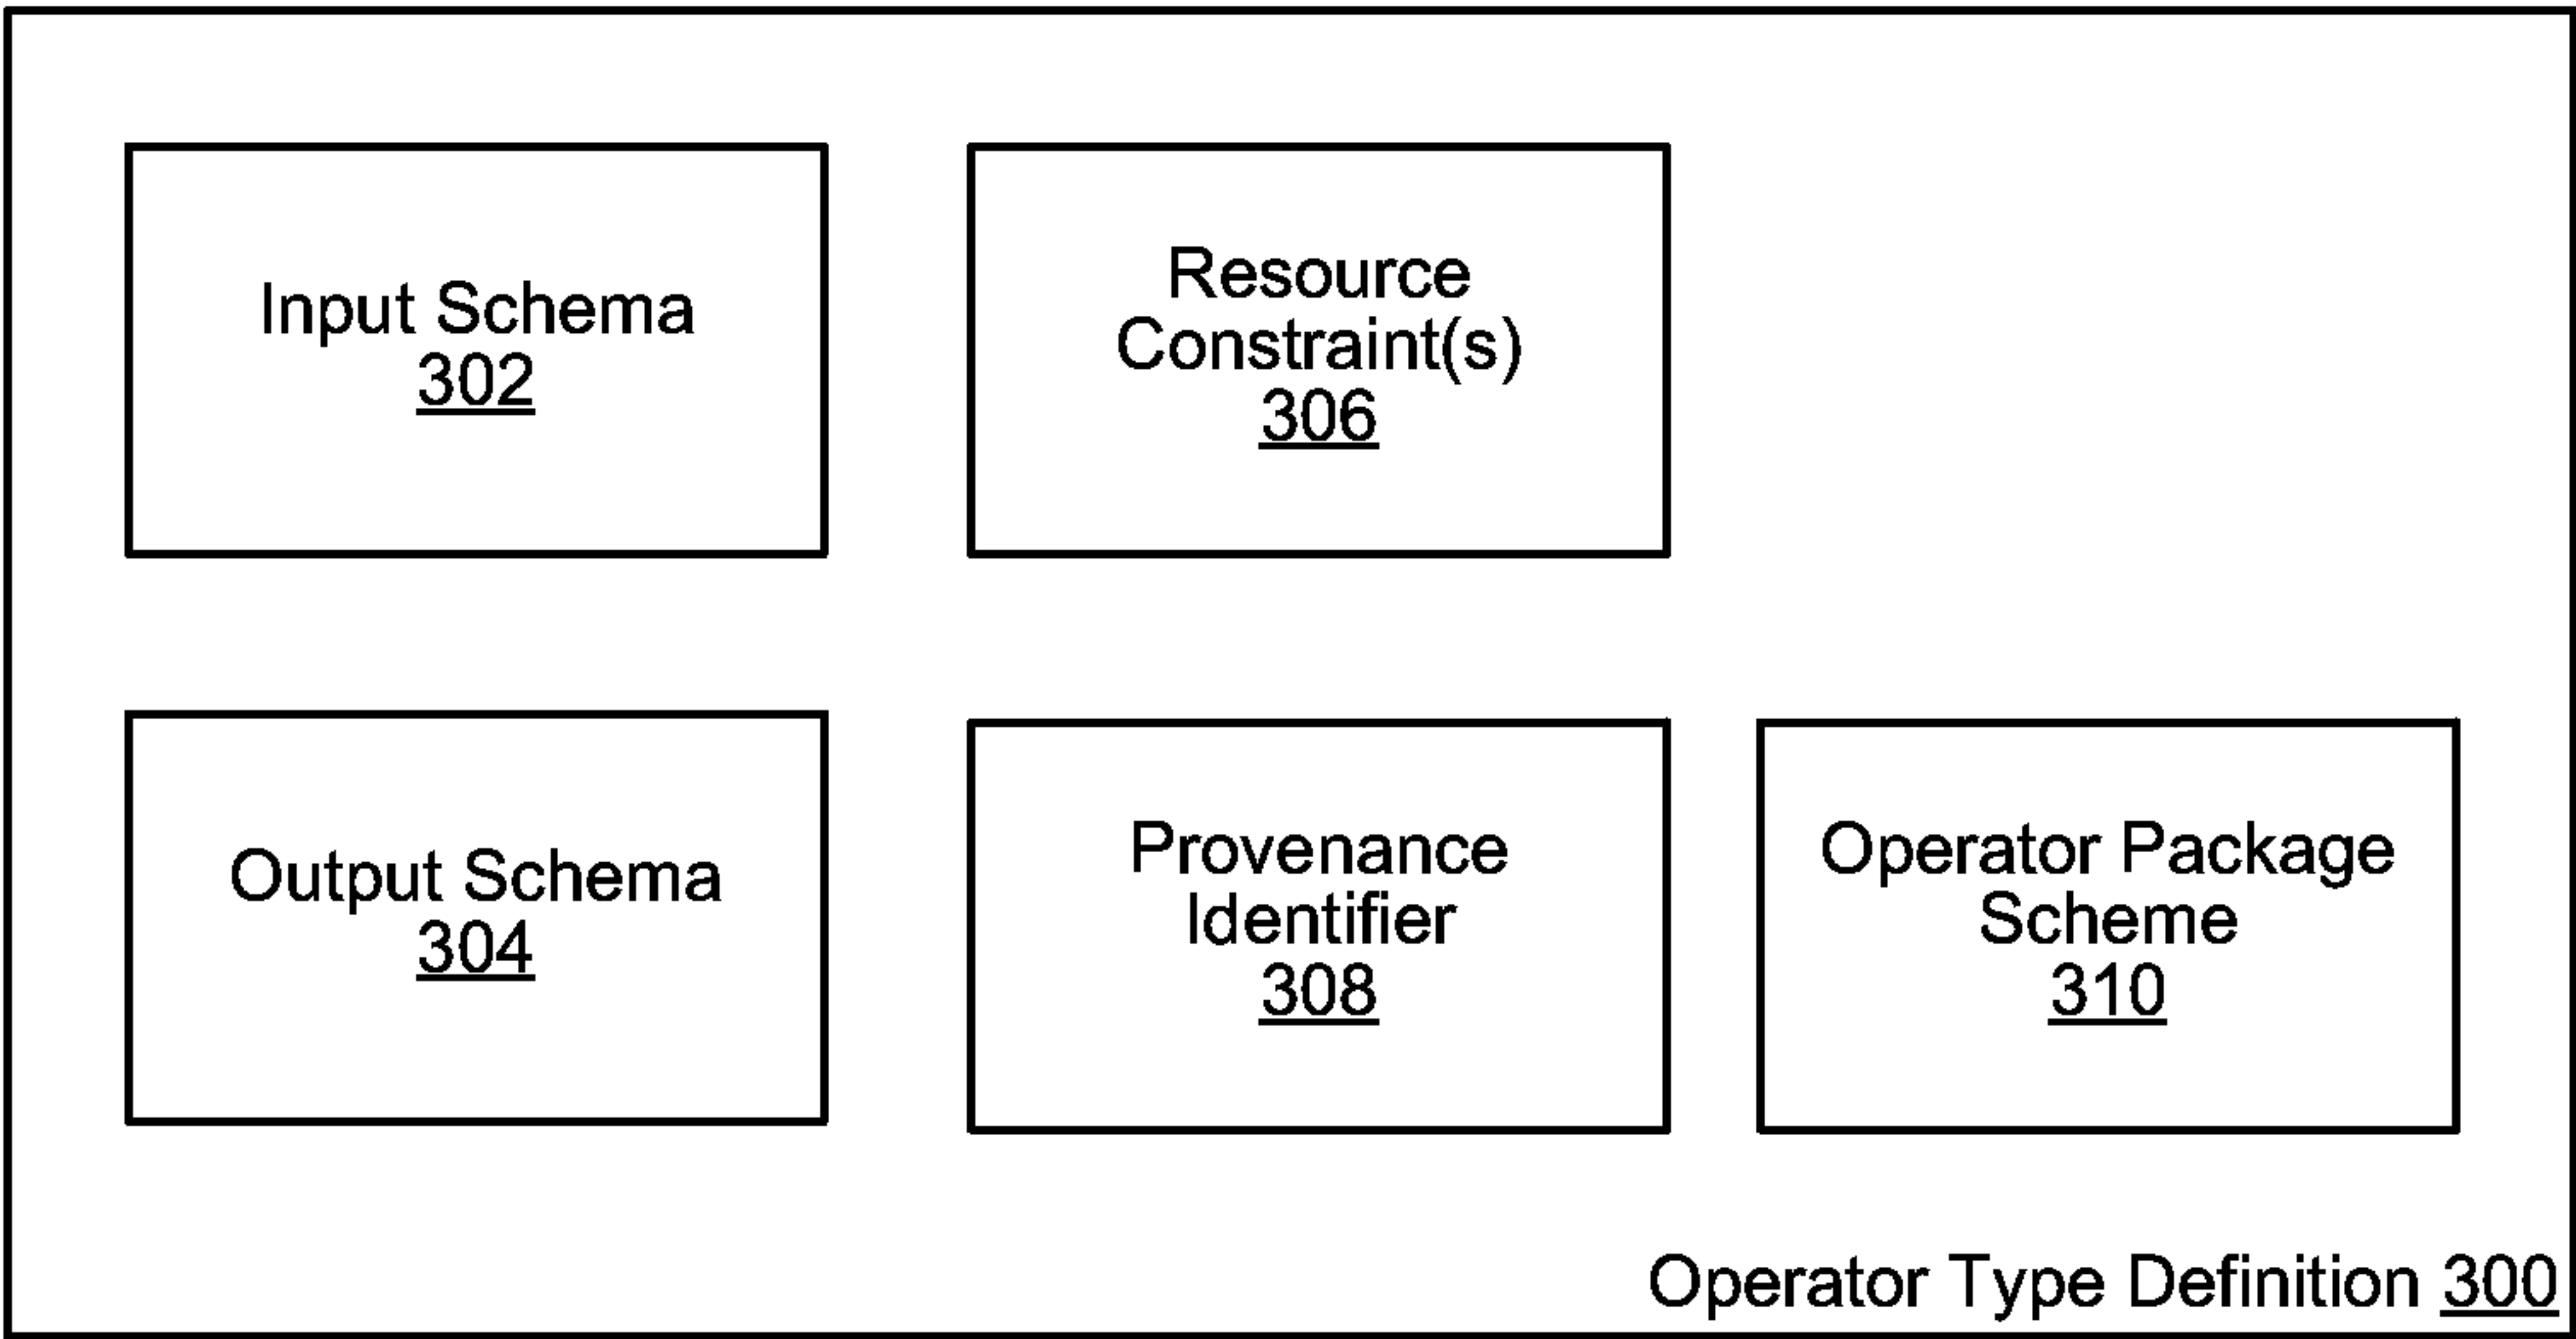 Input Schema
302
Resource
Constraint(s)
306
Output Schema
304
Provenance
Identifier
308
Operator Package
Scheme
310
Operator Type Definition 300